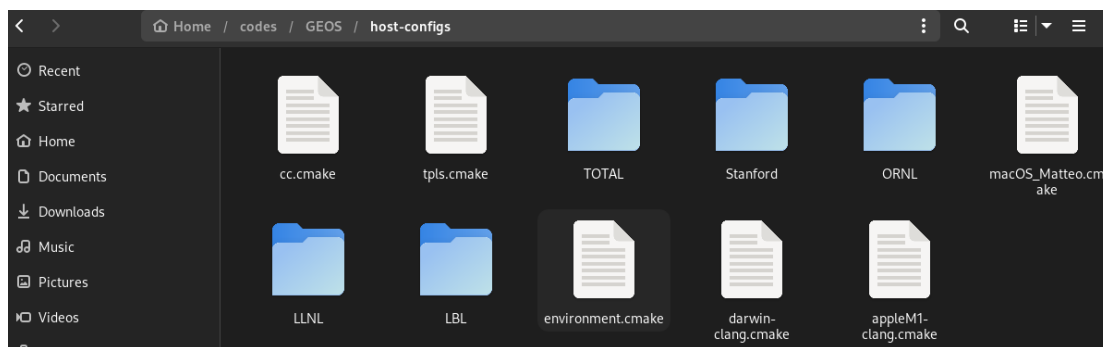 Home / codes / GEOS / host-configs
Recent
Starred
Home
Documents
Downloads
Music
Pictures
Videos
cc.cmake
tpls.cmake
TOTAL
Stanford
ORNL
macOS_Matteo.cm
ake
LLNL
LBL
environment.cmake
darwin-
clang.cmake
appleM1-
clang.cmake